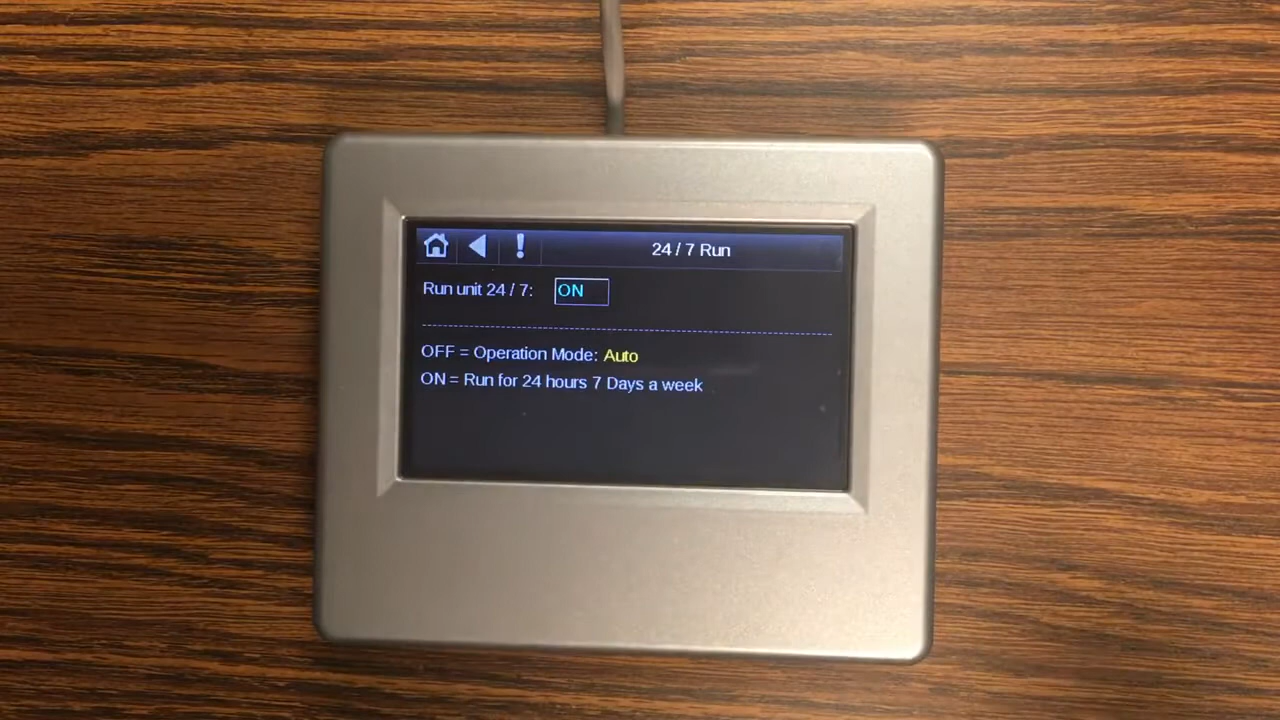 24 / 7 Run
Run unit 24 / 7: ON
OFF = Operation Mode: Auto
ON = Run for 24 hours 7 Days a week